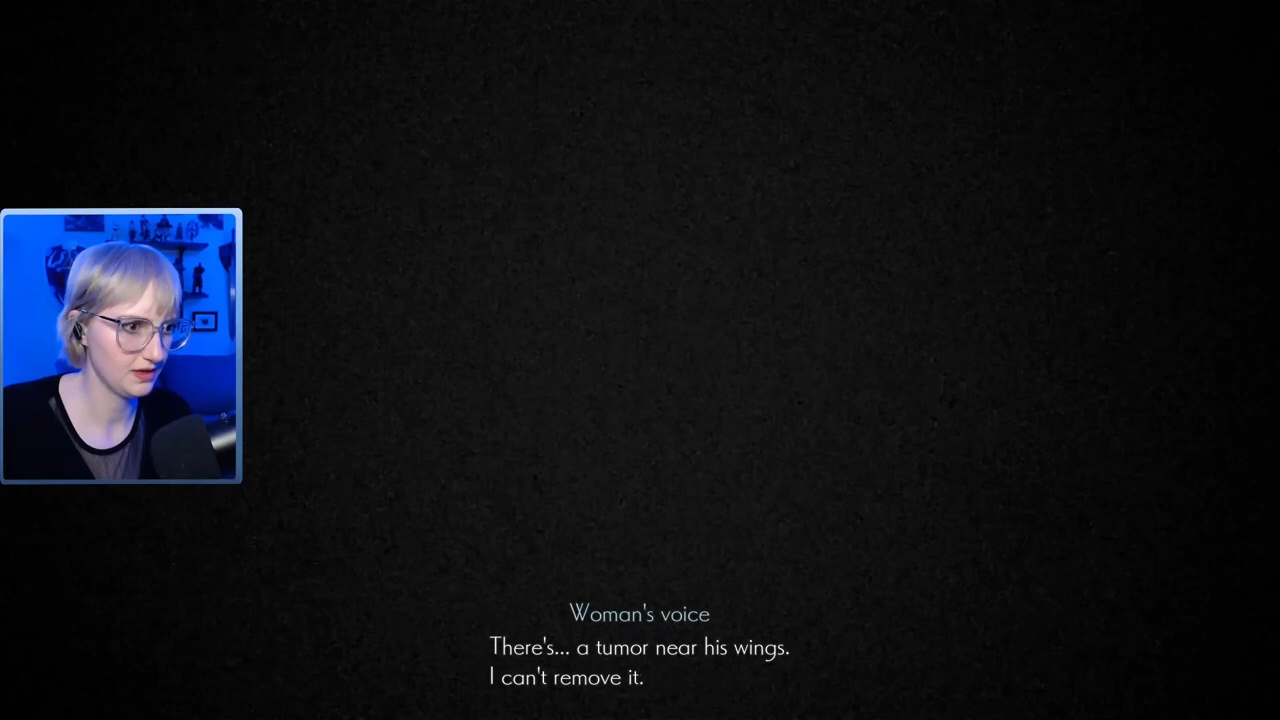 Woman's voice
There's... a tumor near his wings.
I can't remove it.